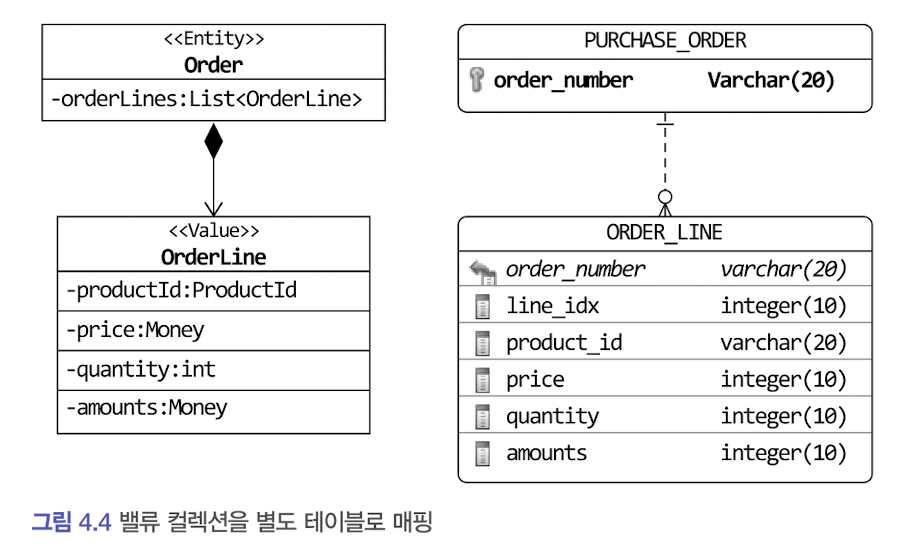 <<Entity>>
Order
-orderLines:List<OrderLine>
<<Value>>
OrderLine
-productId:ProductId
-price:Money
-quantity:int
-amounts:Money
PURCHASE_ORDER
order_number Varchar(20)
ORDER_LINE
order_number varchar(20)
line_idx integer(10)
product_id varchar(20)
price integer(10)
quantity integer(10)
amounts integer(10)
그림 4.4 밸류 컬렉션을 별도 테이블로 매핑